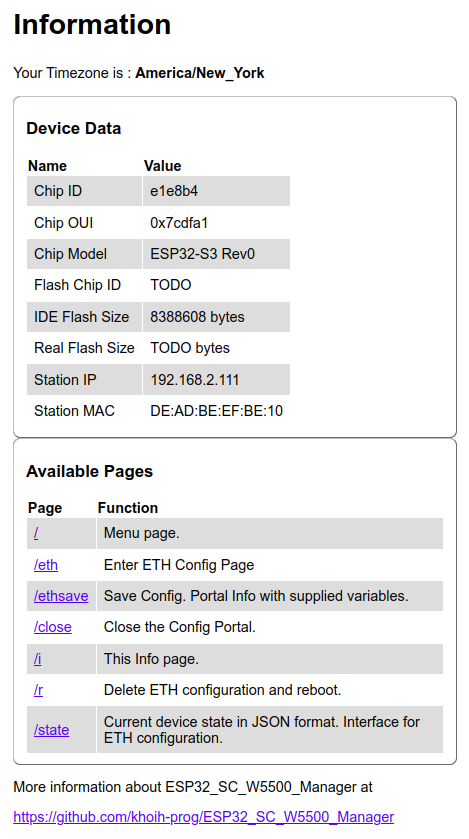 Information
Your Timezone is : America/New_York
Device Data
Name Value
Chip ID e1e8b4
Chip OUI 0x7cdfa1
Chip Model ESP32-S3 Rev0
Flash Chip ID TODO
IDE Flash Size 8388608 bytes
Real Flash Size TODO bytes
Station IP 192.168.2.111
Station MAC DE:AD:BE:EF:BE:10
Available Pages
Page Function
/ Menu page.
/eth Enter ETH Config Page
/ethsave Save Config. Portal Info with supplied variables.
/close Close the Config Portal.
/i This Info page.
/r Delete ETH configuration and reboot.
/state Current device state in JSON format. Interface for
ETH configuration.
More information about ESP32_SC_W5500_Manager at
https://github.com/khoih-prog/ESP32_SC_W5500_Manager